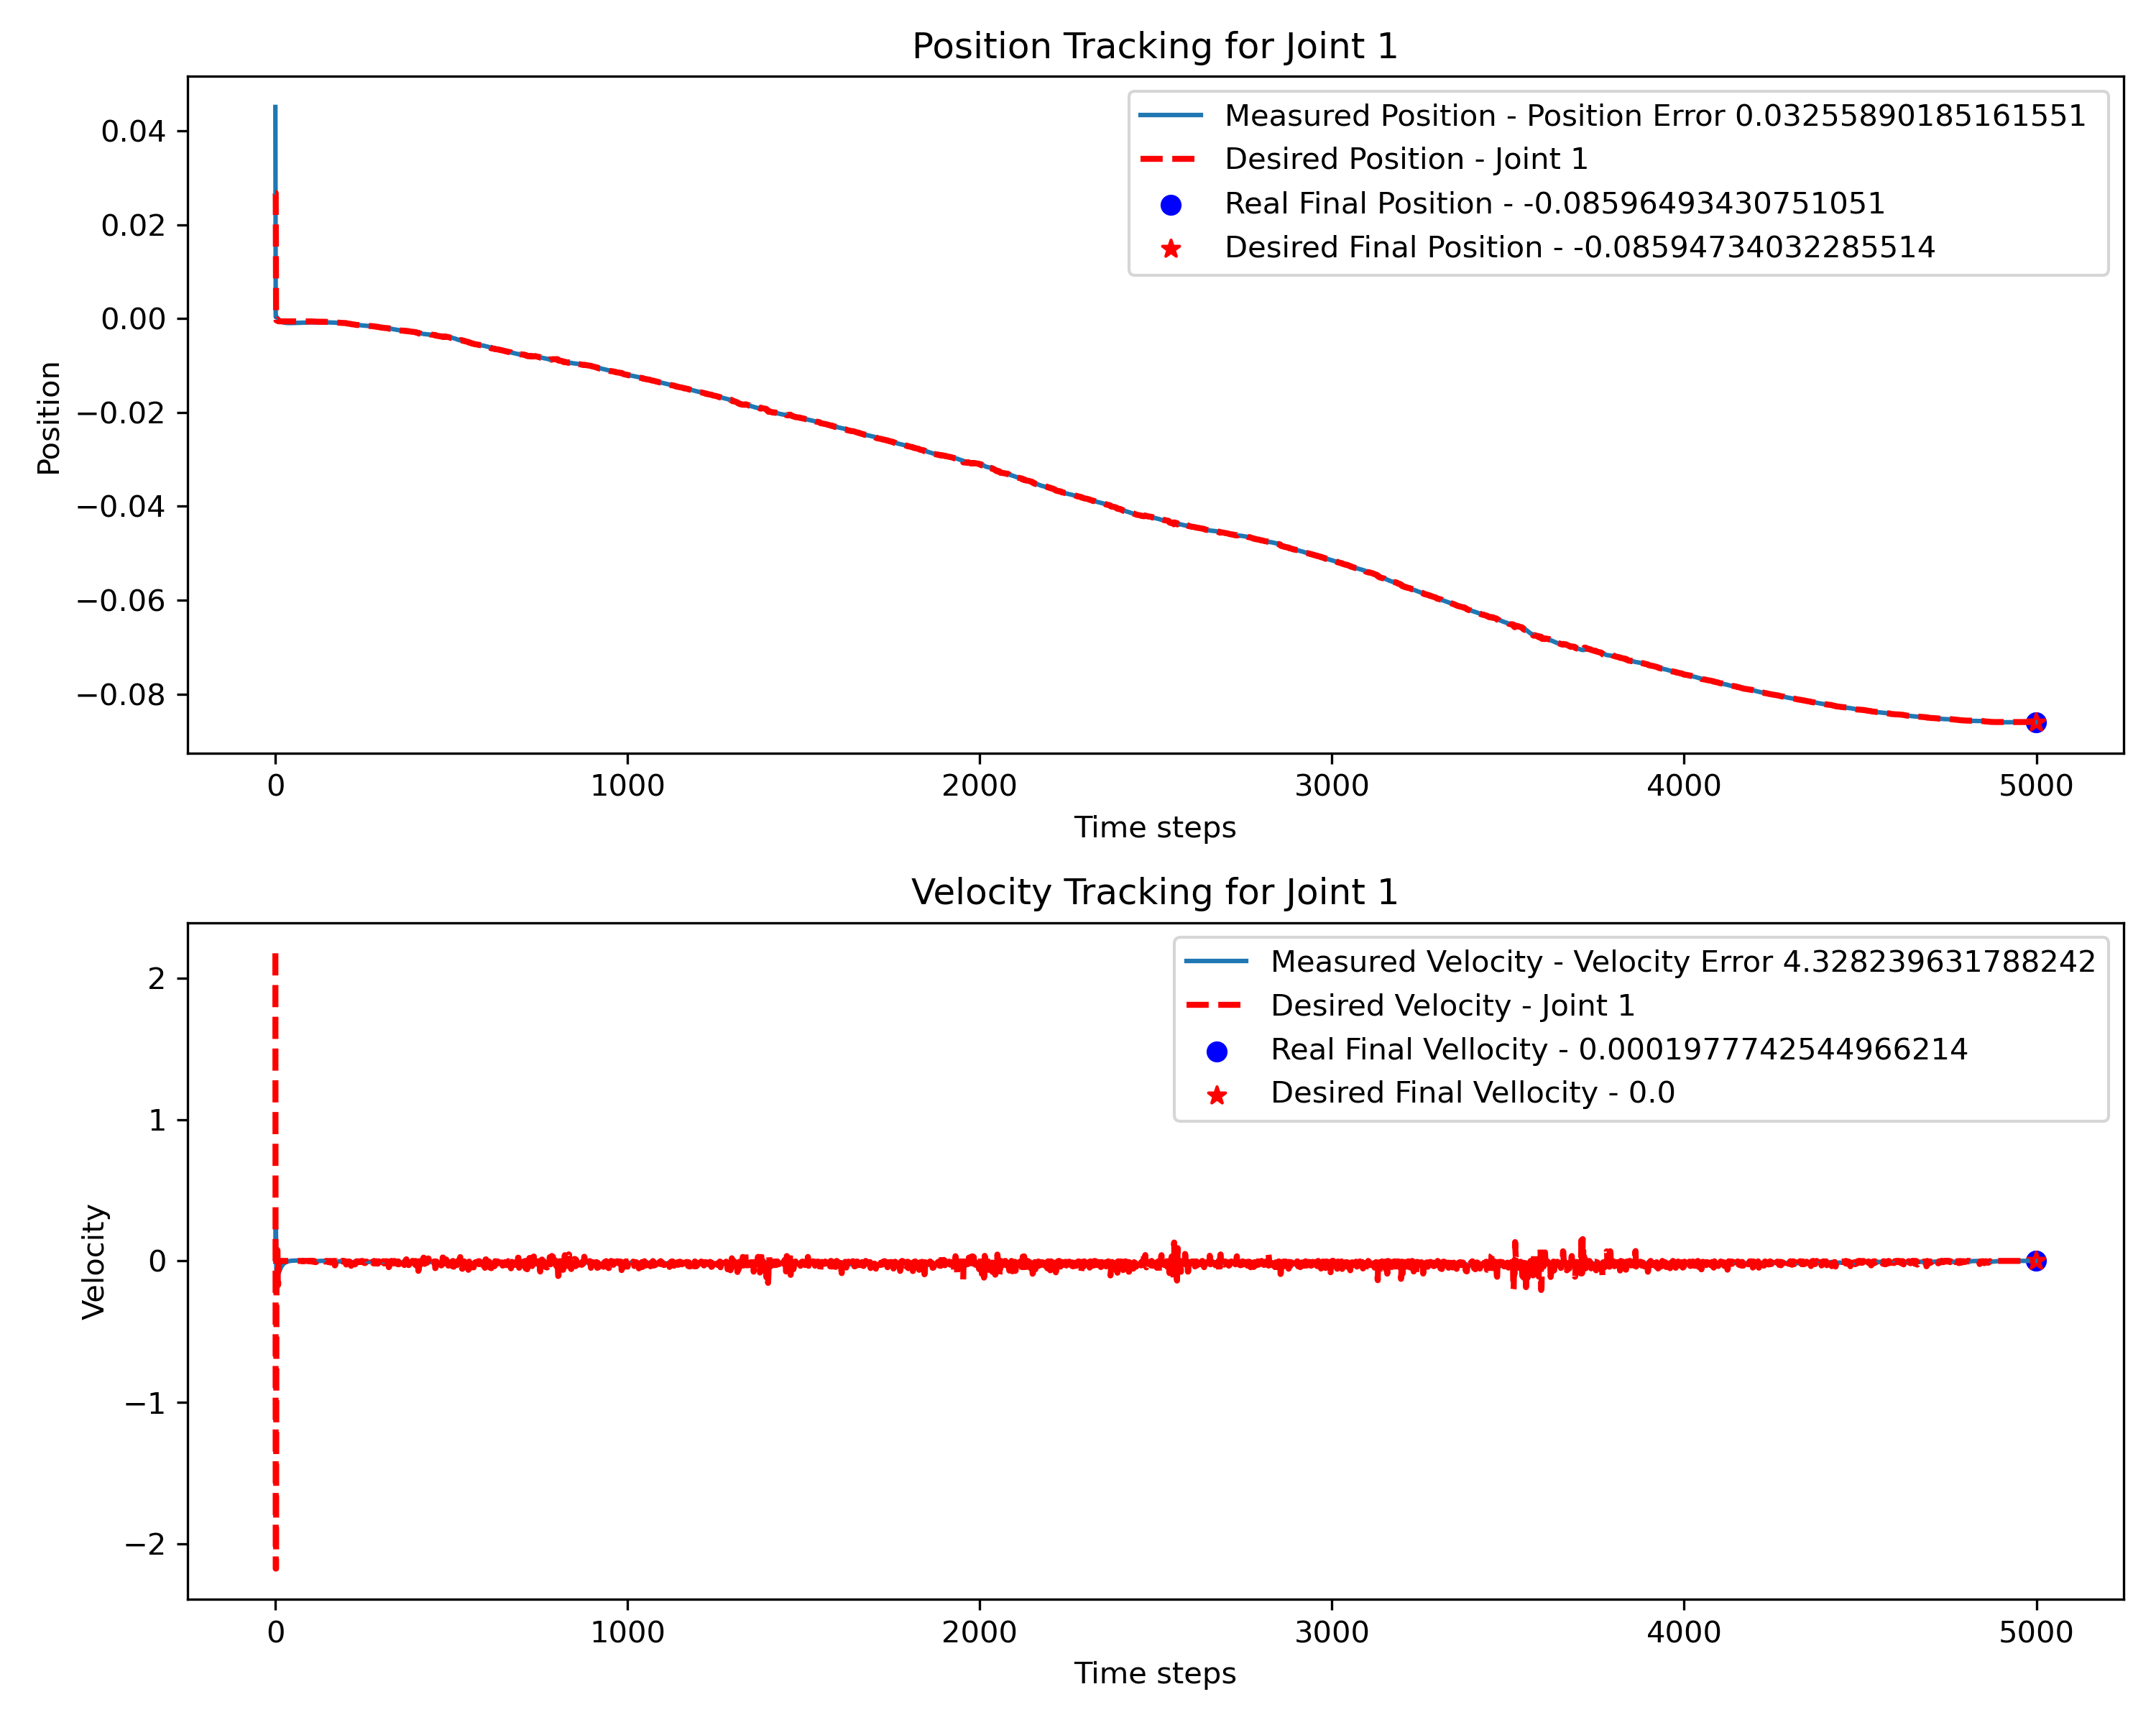 Position Tracking for Joint 1
Measured Position - Position Error 0.03255890185161551
Desired Position - Joint 1
Real Final Position - -0.08596493430751051
Desired Final Position - -0.08594734032285514
0.04
0.02
0.00
−0.02
−0.04
−0.06
−0.08
Position
0 1000 2000 3000 4000 5000
Time steps
Velocity Tracking for Joint 1
Measured Velocity - Velocity Error 4.328239631788242
Desired Velocity - Joint 1
Real Final Vellocity - 0.0001977742544966214
Desired Final Vellocity - 0.0
2
1
0
−1
−2
Velocity
0 1000 2000 3000 4000 5000
Time steps